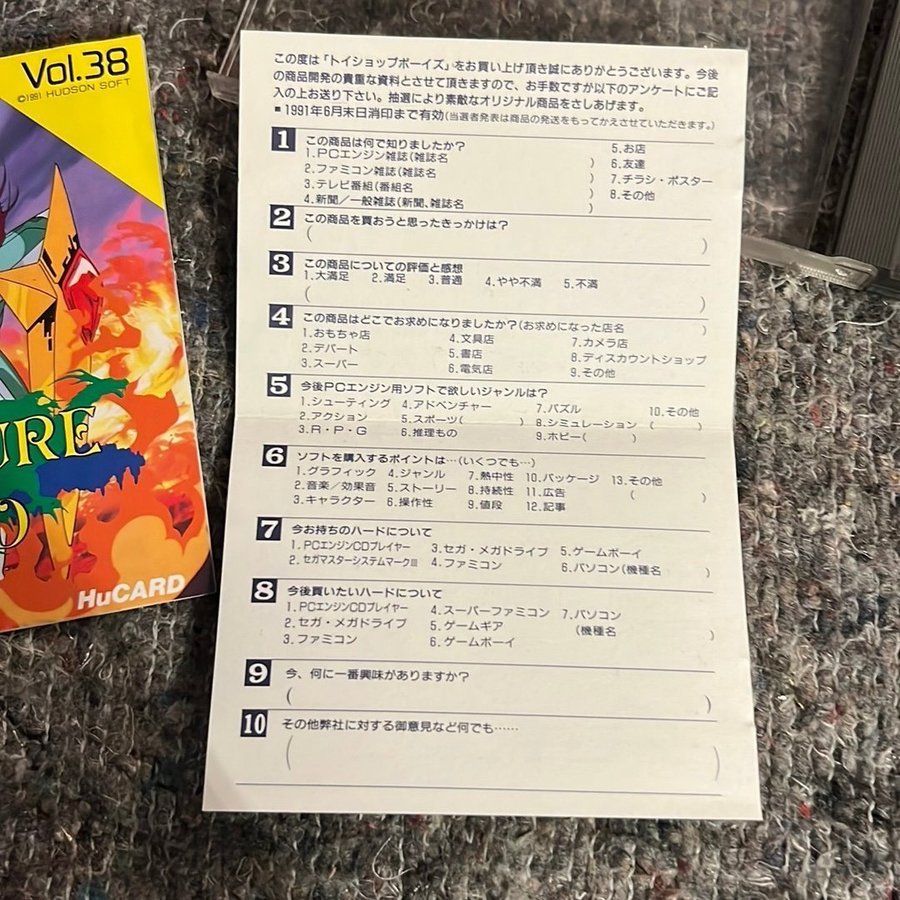 Vol.38
©1991 HUDSON SOFT
URE
HuCARD
この度は「トイショップボーイズ」をお買い上げ頂き誠にありがとうございます。今後
の商品開発の貴重な資料とさせて頂きますので、お手数ですが以下のアンケートにご記
入の上お送り下さい。抽選により素敵なオリジナル商品をさしあげます。
■1991年6月末日消印まで有効(当選者発表は商品の発送をもってかえさせていただきます。)
1 この商品は何で知りましたか? 5.お店
1.PCエンジン雑誌(雑誌名 ) 6.友達
2.ファミコン雑誌(雑誌名 ) 7.チラシ・ポスター
3.テレビ番組(番組名 ) 8.その他
4.新聞/一般雑誌(新聞、雑誌名 )
2 この商品を買おうと思ったきっかけは?
( )
3 この商品についての評価と感想
1.大満足 2.満足 3.普通 4.やや不満 5.不満
( )
4 この商品はどこでお求めになりましたか?(お求めになった店名 )
1.おもちゃ店 4.文具店 7.カメラ店
2.デパート 5.書店 8.ディスカウントショップ
3.スーパー 6.電気店 9.その他
5 今後PCエンジン用ソフトで欲しいジャンルは?
1.シューティング 4.アドベンチャー 7.パズル 10.その他
2.アクション 5.スポーツ( ) 8.シミュレーション ( )
3.R・P・G 6.推理もの 9.ホビー( )
6 ソフトを購入するポイントは…(いくつでも…)
1.グラフィック 4.ジャンル 7.熱中性 10.パッケージ 13.その他
2.音楽/効果音 5.ストーリー 8.持続性 11.広告 ( )
3.キャラクター 6.操作性 9.値段 12.記事
7 今お持ちのハードについて
1.PCエンジンCDプレイヤー 3.セガ・メガドライブ 5.ゲームボーイ
2.セガマスターシステムマークIII 4.ファミコン 6.パソコン(機種名 )
8 今後買いたいハードについて
1.PCエンジンCDプレイヤー 4.スーパーファミコン 7.パソコン
2.セガ・メガドライブ 5.ゲームギア (機種名 )
3.ファミコン 6.ゲームボーイ
9 今、何に一番興味がありますか?
( )
10 その他弊社に対する御意見など何でも……
( )